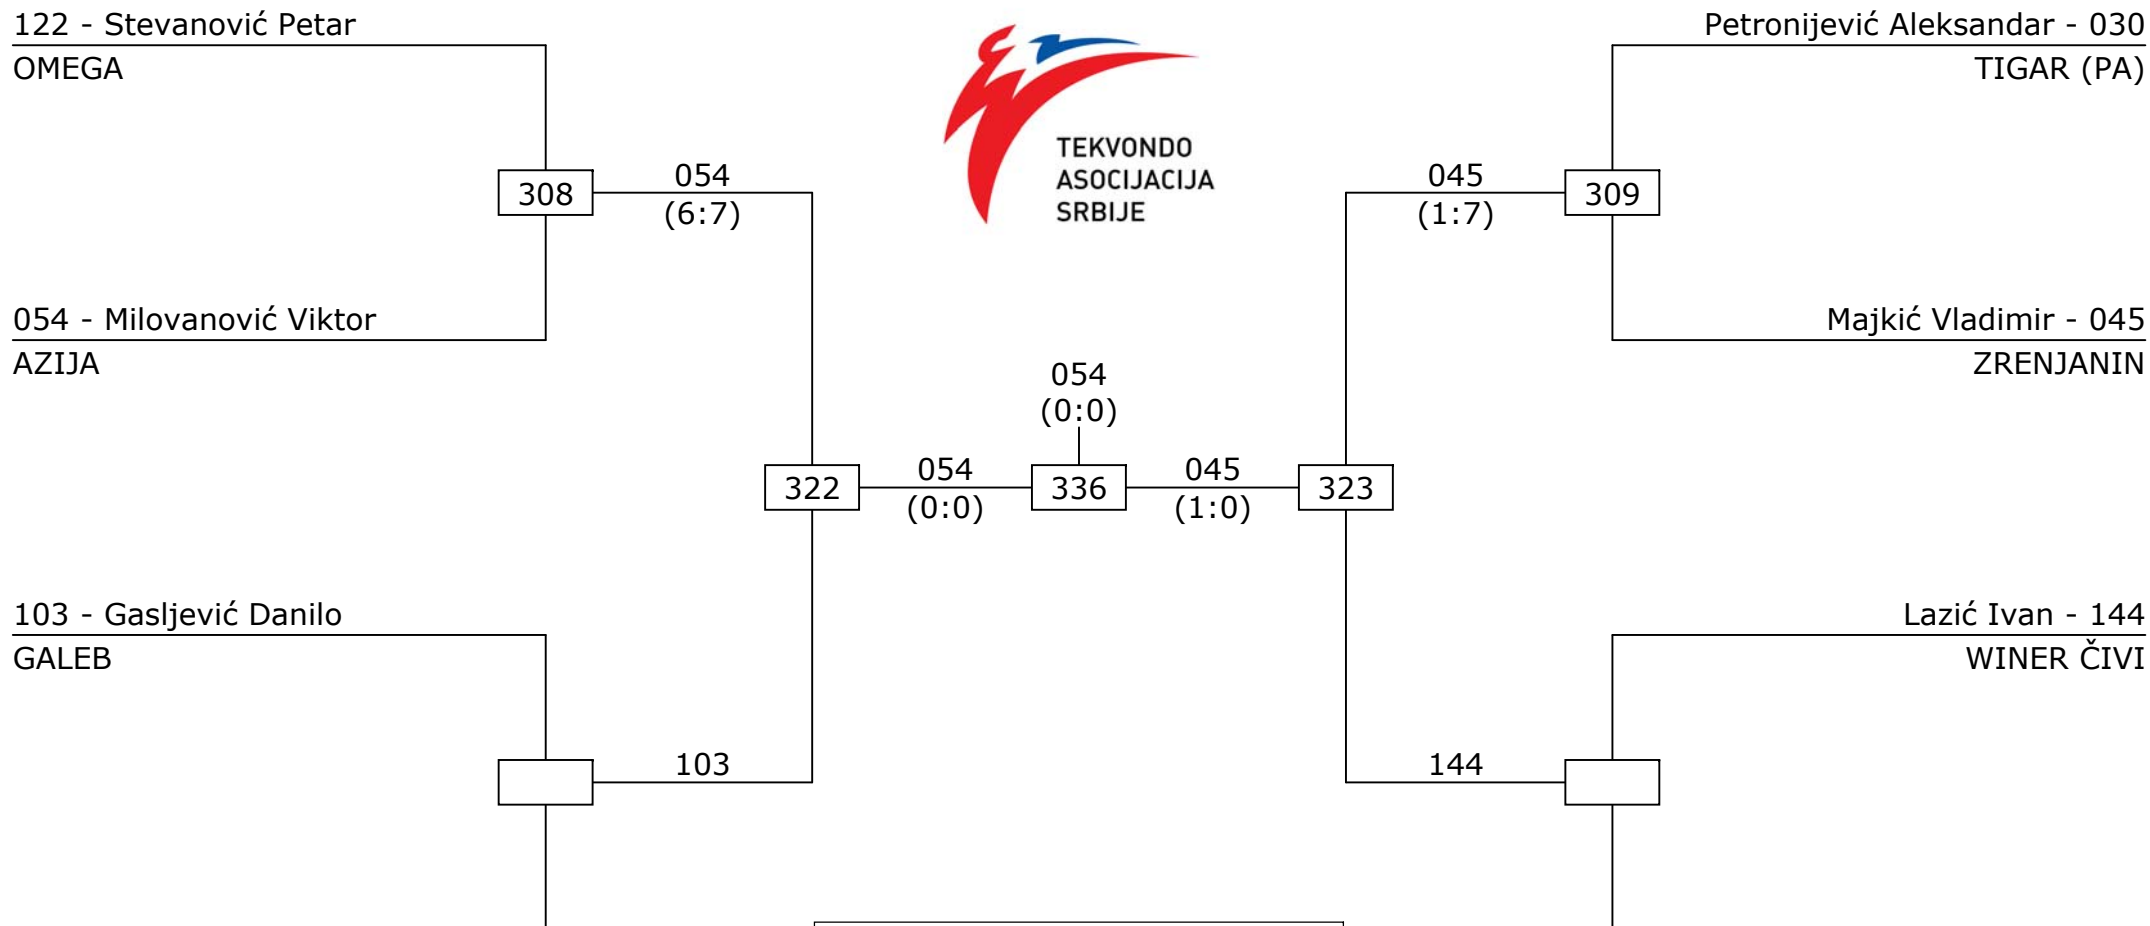 122 - Stevanović Petar
OMEGA
Petronijević Aleksandar - 030
TIGAR (PA)
TEKVONDO
ASOCIJACIJA
SRBIJE
308
054
(6:7)
045
(1:7)
309
054 - Milovanović Viktor
AZIJA
Majkić Vladimir - 045
ZRENJANIN
054
(0:0)
322
054
(0:0)
336
045
(1:0)
323
103 - Gasljević Danilo
GALEB
Lazić Ivan - 144
WINER ČIVI
103
144